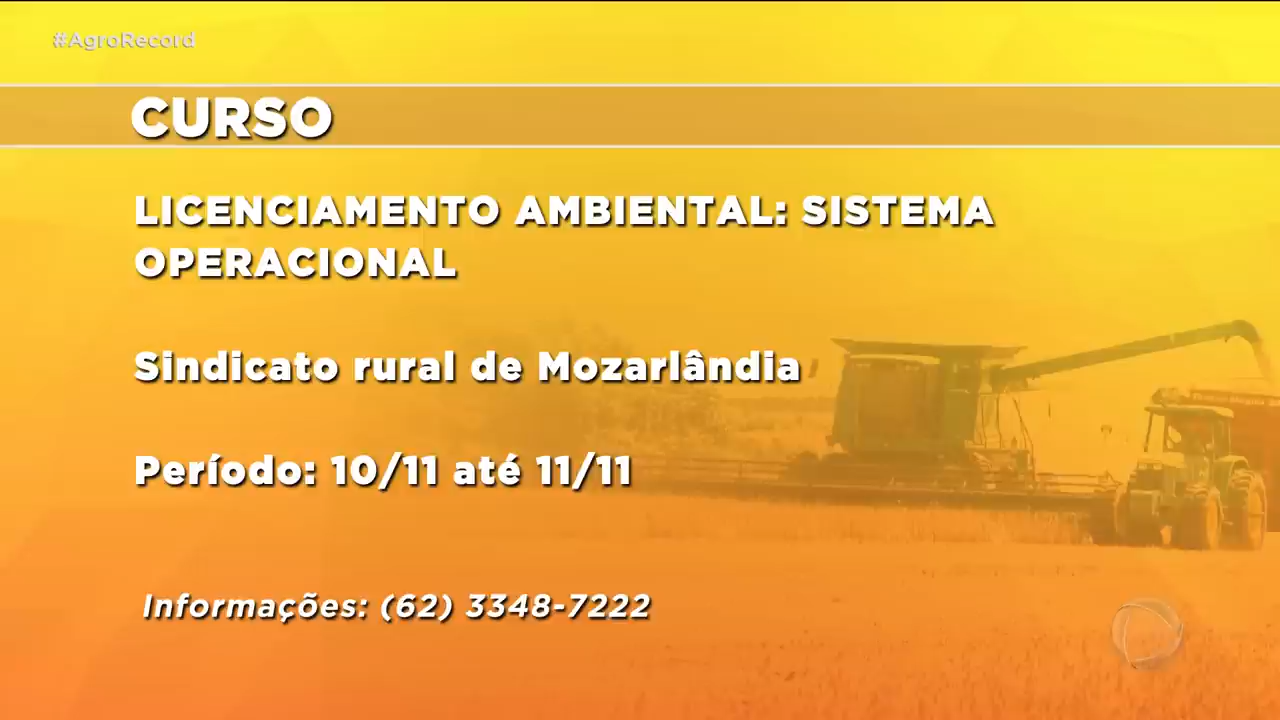 #AgroRecord
CURSO
LICENCIAMENTO AMBIENTAL: SISTEMA
OPERACIONAL
Sindicato rural de Mozarlândia
Período: 10/11 até 11/11
Informações: (62) 3348-7222